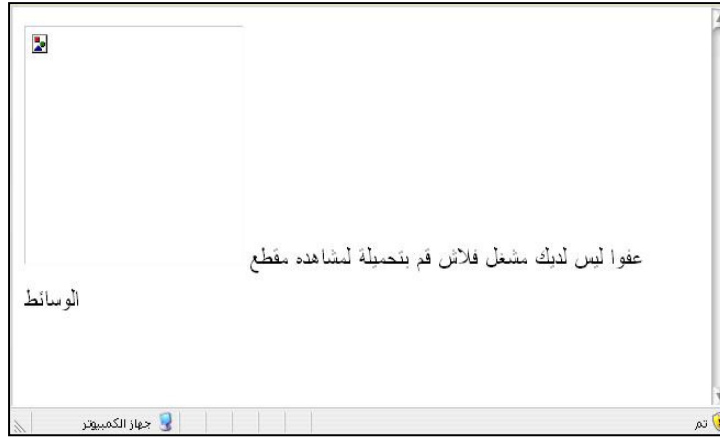 عفوا ليس لديك مشغل فلاش قم بتحميلة لمشاهده مقطع
الوسائط
تم
جهاز الكمبيوتر